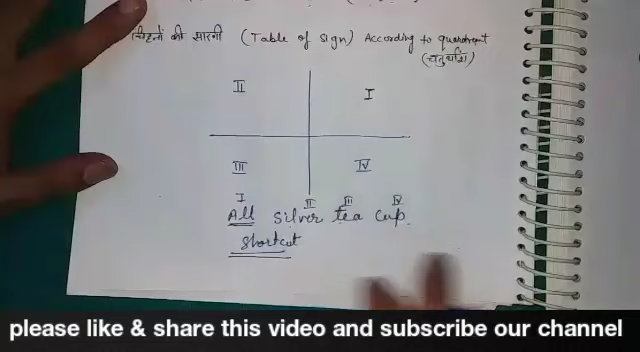 चिह्नों की सारणी (Table of Sign) According to quardrant
(चतुर्थांश)
II I
III IV
I II III IV
All Silver tea Cup
Shortcut
please like & share this video and subscribe our channel